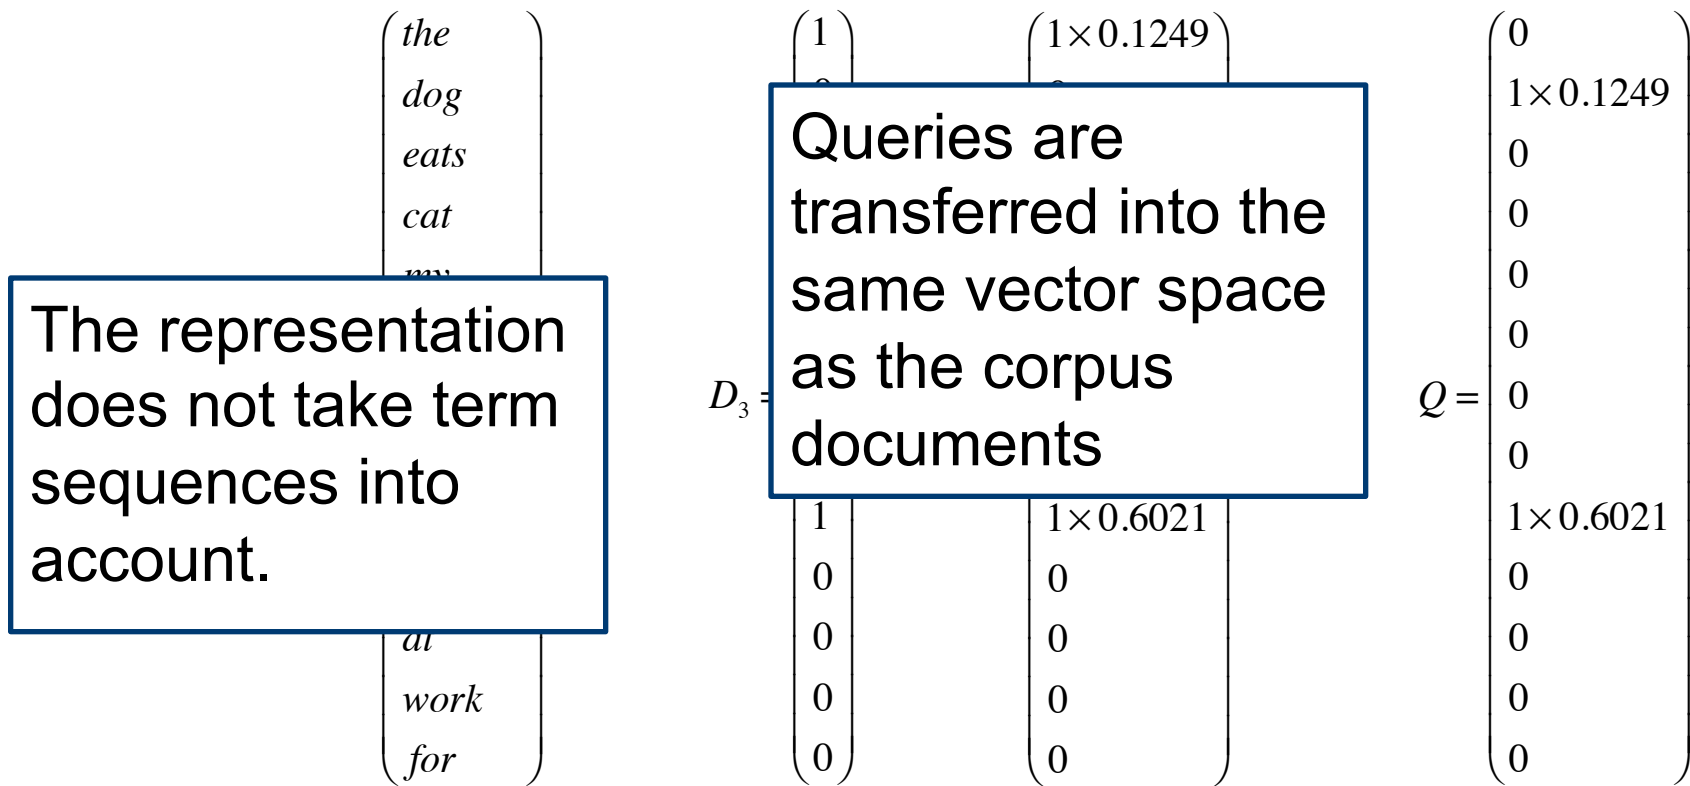 the
dog
eats
cat
my
at
work
for
The representation
does not take term
sequences into
account.
D₃ =
1
0
1
0
0
0
0
1×0.1249
0
1×0.6021
0
0
0
0
Queries are
transferred into the
same vector space
as the corpus
documents
Q =
0
1×0.1249
0
0
0
0
0
0
1×0.6021
0
0
0
0